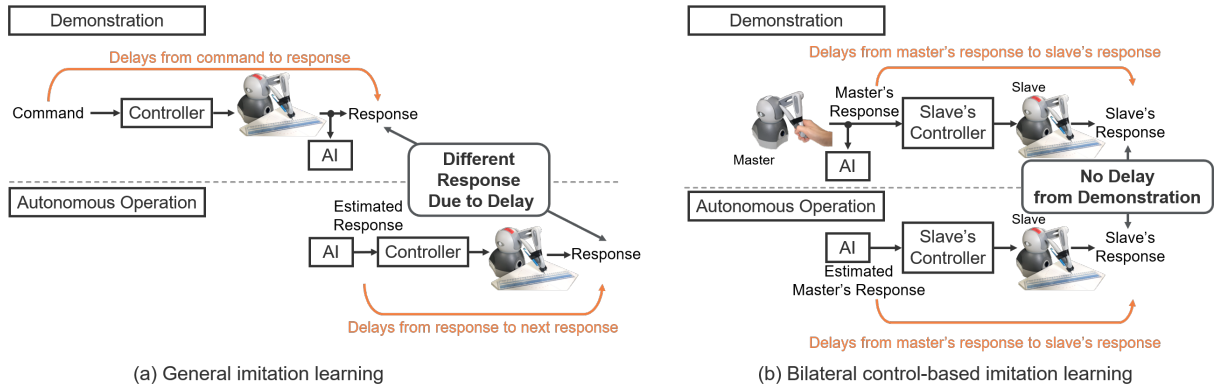 Demonstration
Delays from command to response
Command
Controller
Response
AI
Different
Response
Due to Delay
Autonomous Operation
Estimated
Response
AI
Controller
Response
Delays from response to next response
(a) General imitation learning
Demonstration
Delays from master's response to slave's response
Master's
Response
Slave's
Controller
Slave
Slave's
Response
Master
AI
No Delay
from Demonstration
Autonomous Operation
AI
Estimated
Master's Response
Slave's
Controller
Slave
Slave's
Response
Delays from master's response to slave's response
(b) Bilateral control-based imitation learning